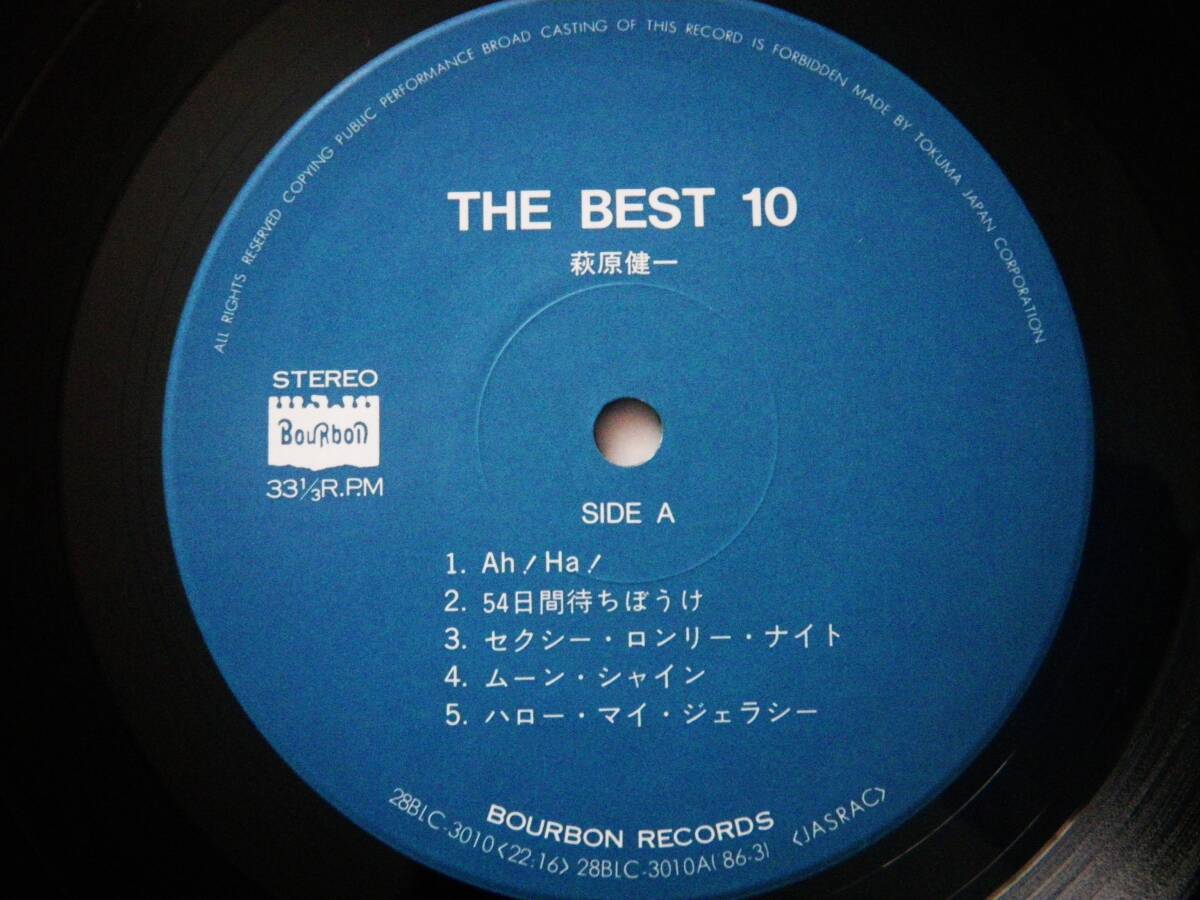 ALL RIGHTS RESERVED COPYING PUBLIC PERFORMANCE BROAD CASTING OF THIS RECORD IS FORBIDDEN MADE BY TOKUMA JAPAN CORPORATION
THE BEST 10
萩原健一
STEREO
BouRbon
33 1/3 R.P.M
SIDE A
1. Ah！Ha！
2. 54日間待ちぼうけ
3. セクシー・ロンリー・ナイト
4. ムーン・シャイン
5. ハロー・マイ・ジェラシー
BOURBON RECORDS
28BLC-3010<22:16> 28BLC-3010A('86-3) <JASRAC>